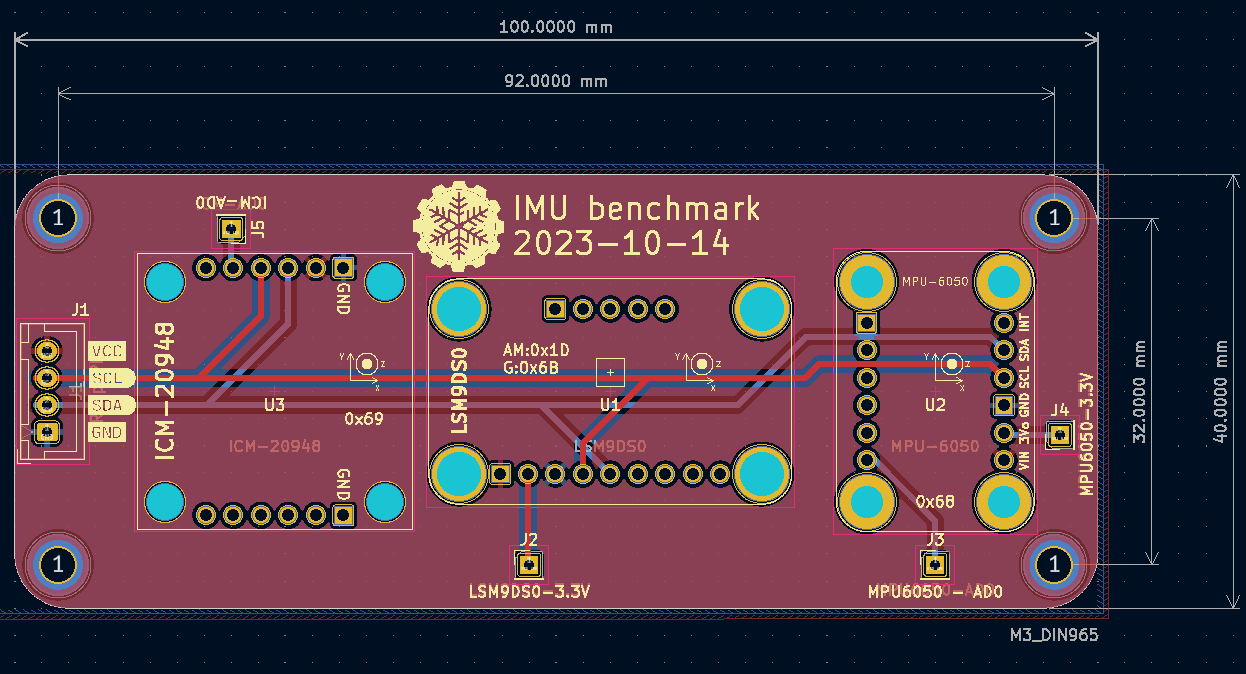 100.0000 mm
92.0000 mm
1
1
ICM-AD0
J5
IMU benchmark
2023-10-14
J1
VCC
SCL
SDA
GND
ICM-20948
GND
GND
Y
Z
X
U3
0x69
ICM-20948
LSM9DS0
AM:0x1D
G:0x6B
Y
Z
X
U1
LSM9DS0
MPU-6050
Y
Z
X
U2
MPU-6050
0x68
INT
SDA
SCL
GND
3Vo
VIN
J4
MPU6050-3.3V
32.0000 mm
40.0000 mm
J2
LSM9DS0-3.3V
J3
MPU6050 - AD0
1
1
M3_DIN965